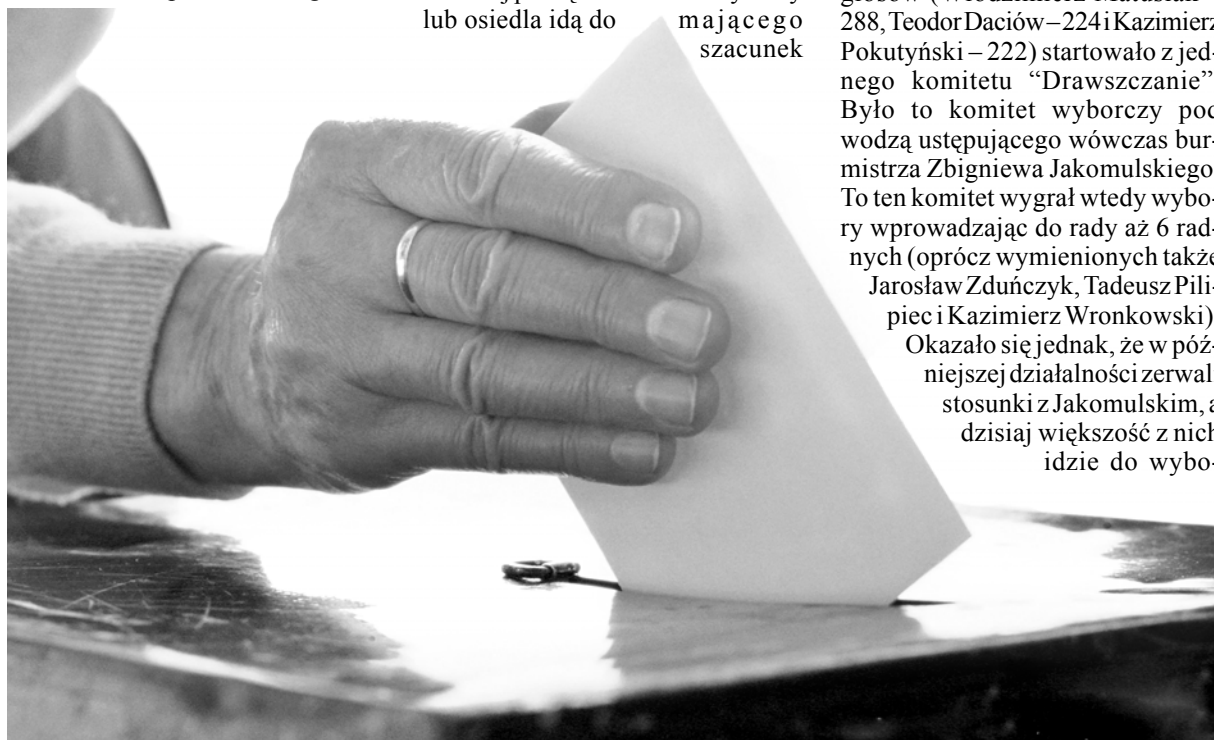 lub osiedla idą do
mającego
szacunek
288, Teodor Daciów – 224 i Kazimierz
Pokutyński – 222) startowało z jed-
nego komitetu “Drawszczanie”
Było to komitet wyborczy pod
wodzą ustępującego wówczas bur-
mistrza Zbigniewa Jakomulskiego
To ten komitet wygrał wtedy wybo-
ry wprowadzając do rady aż 6 rad-
nych (oprócz wymienionych także
Jarosław Zduńczyk, Tadeusz Pili-
piec i Kazimierz Wronkowski)
Okazało się jednak, że w póź-
niejszej działalności zerwal
stosunki z Jakomulskim, a
dzisiaj większość z nich
idzie do wybo-